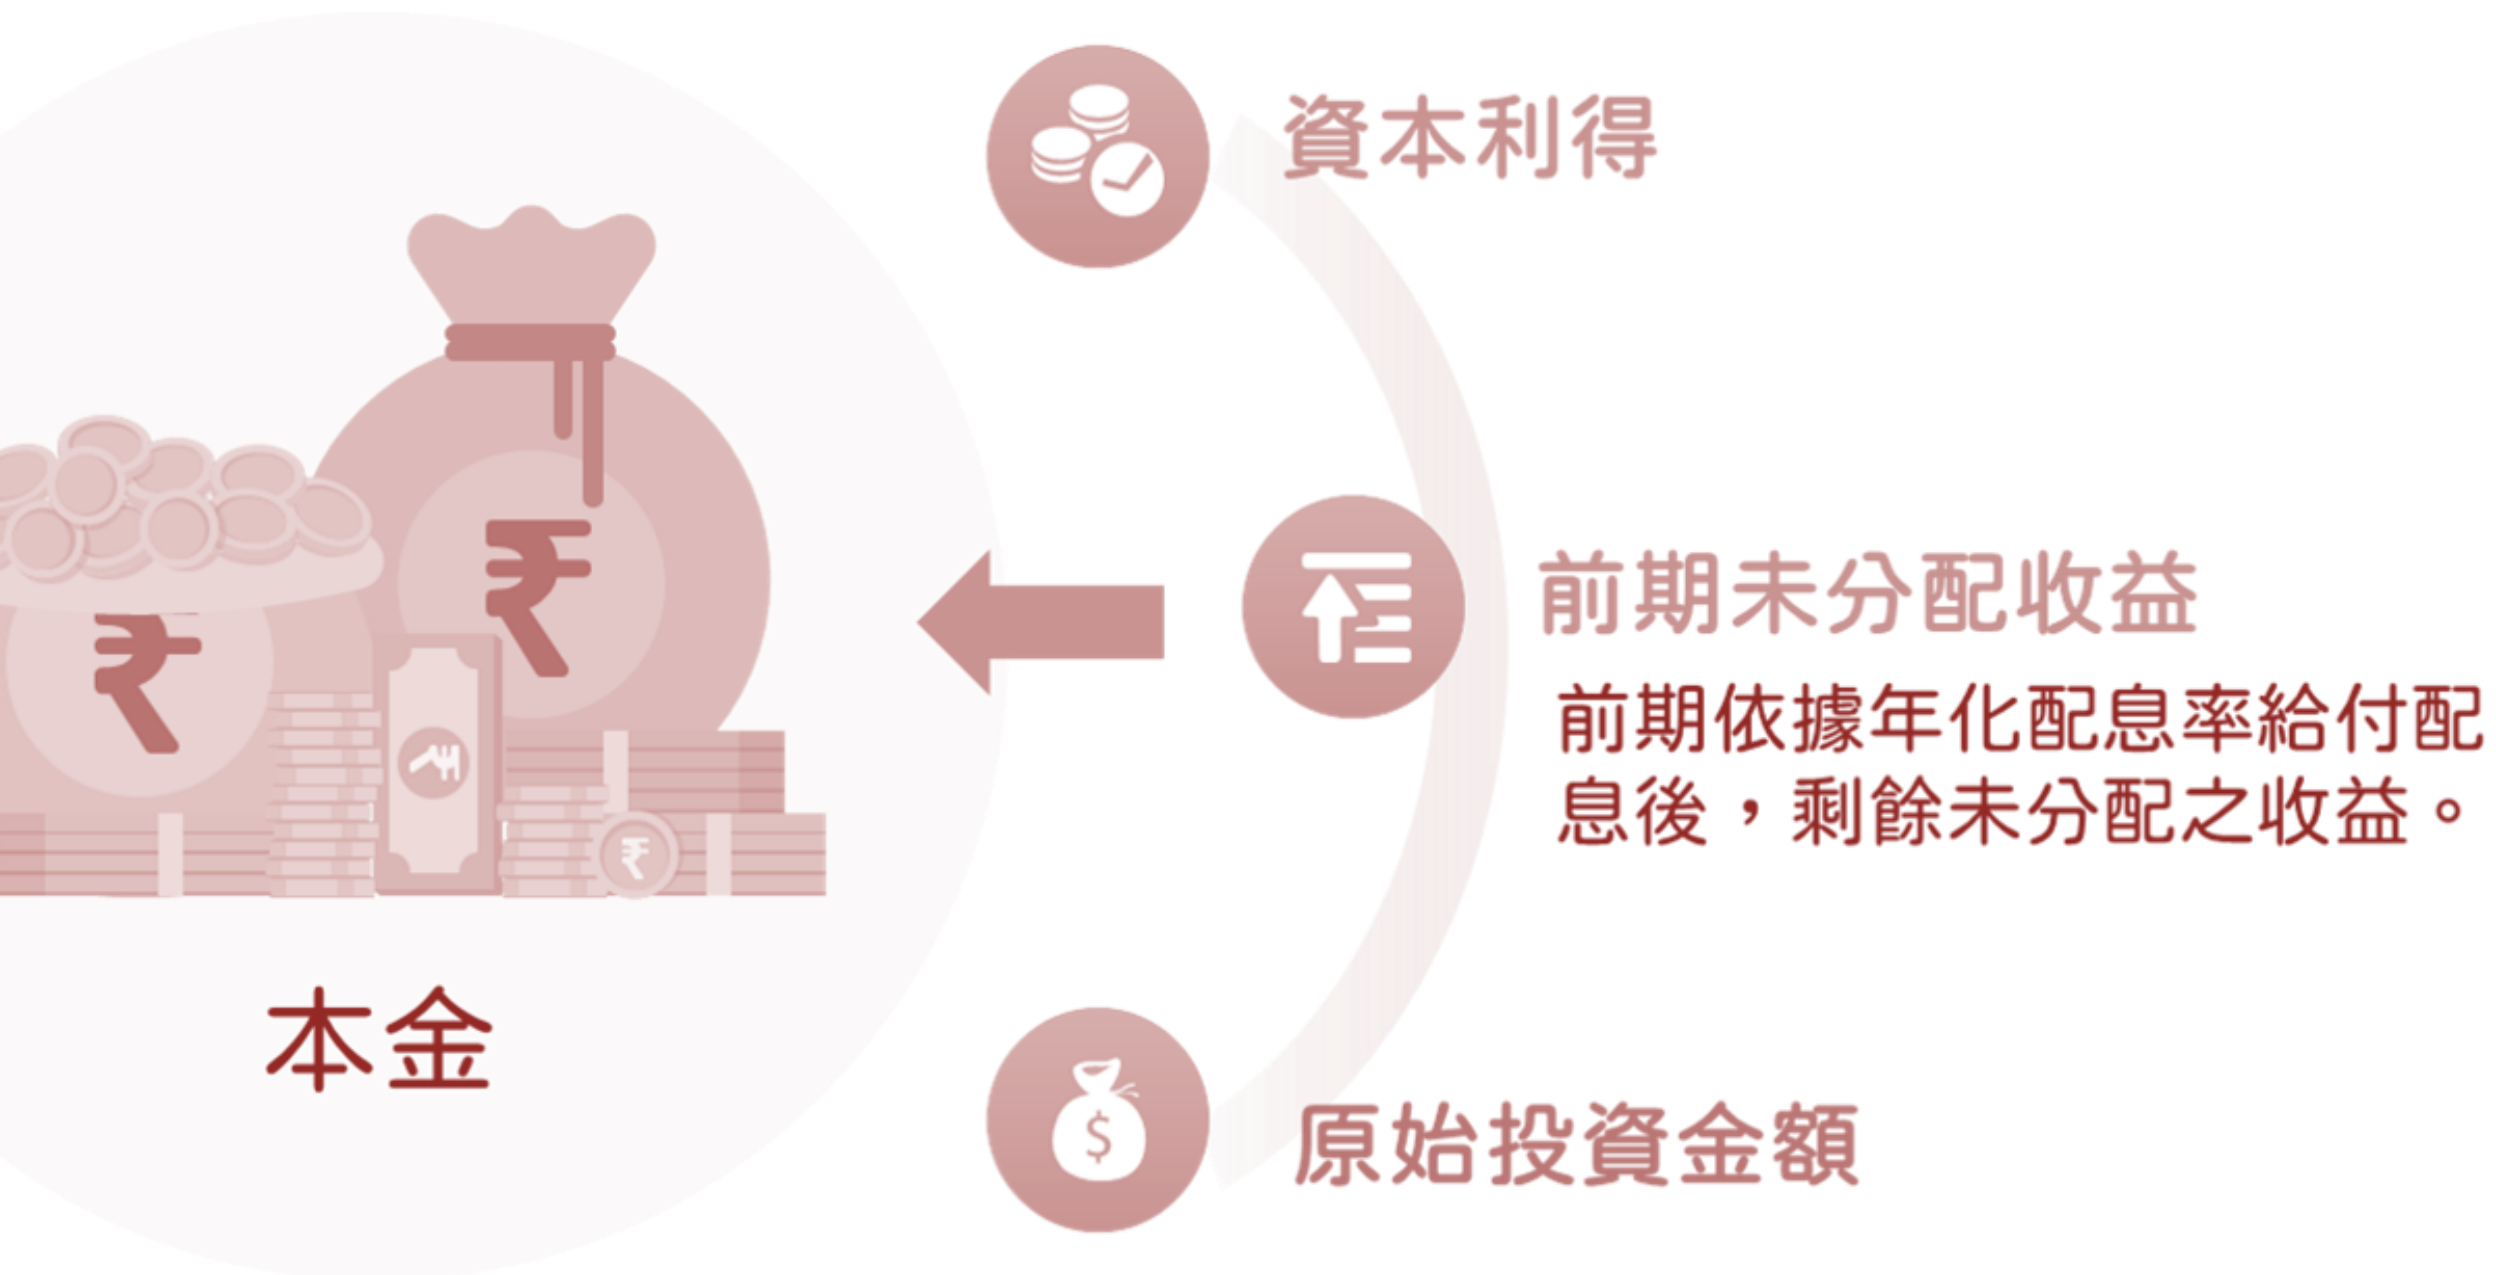 資本利得
前期未分配收益
前期依據年化配息率給付配
息後，剩餘未分配之收益。
本金
原始投資金額